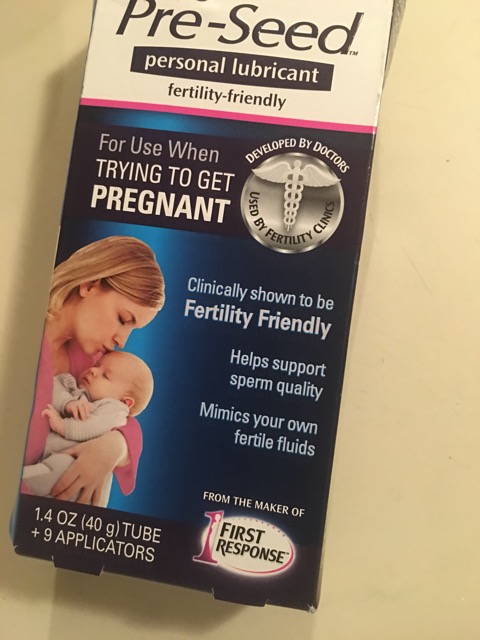 Pre-Seed™
personal lubricant
fertility-friendly
For Use When
TRYING TO GET
PREGNANT
DEVELOPED BY DOCTORS
USED BY FERTILITY CLINICS
Clinically shown to be
Fertility Friendly
Helps support
sperm quality
Mimics your own
fertile fluids
1.4 OZ (40 g) TUBE
+ 9 APPLICATORS
FROM THE MAKER OF
1 FIRST
RESPONSE™